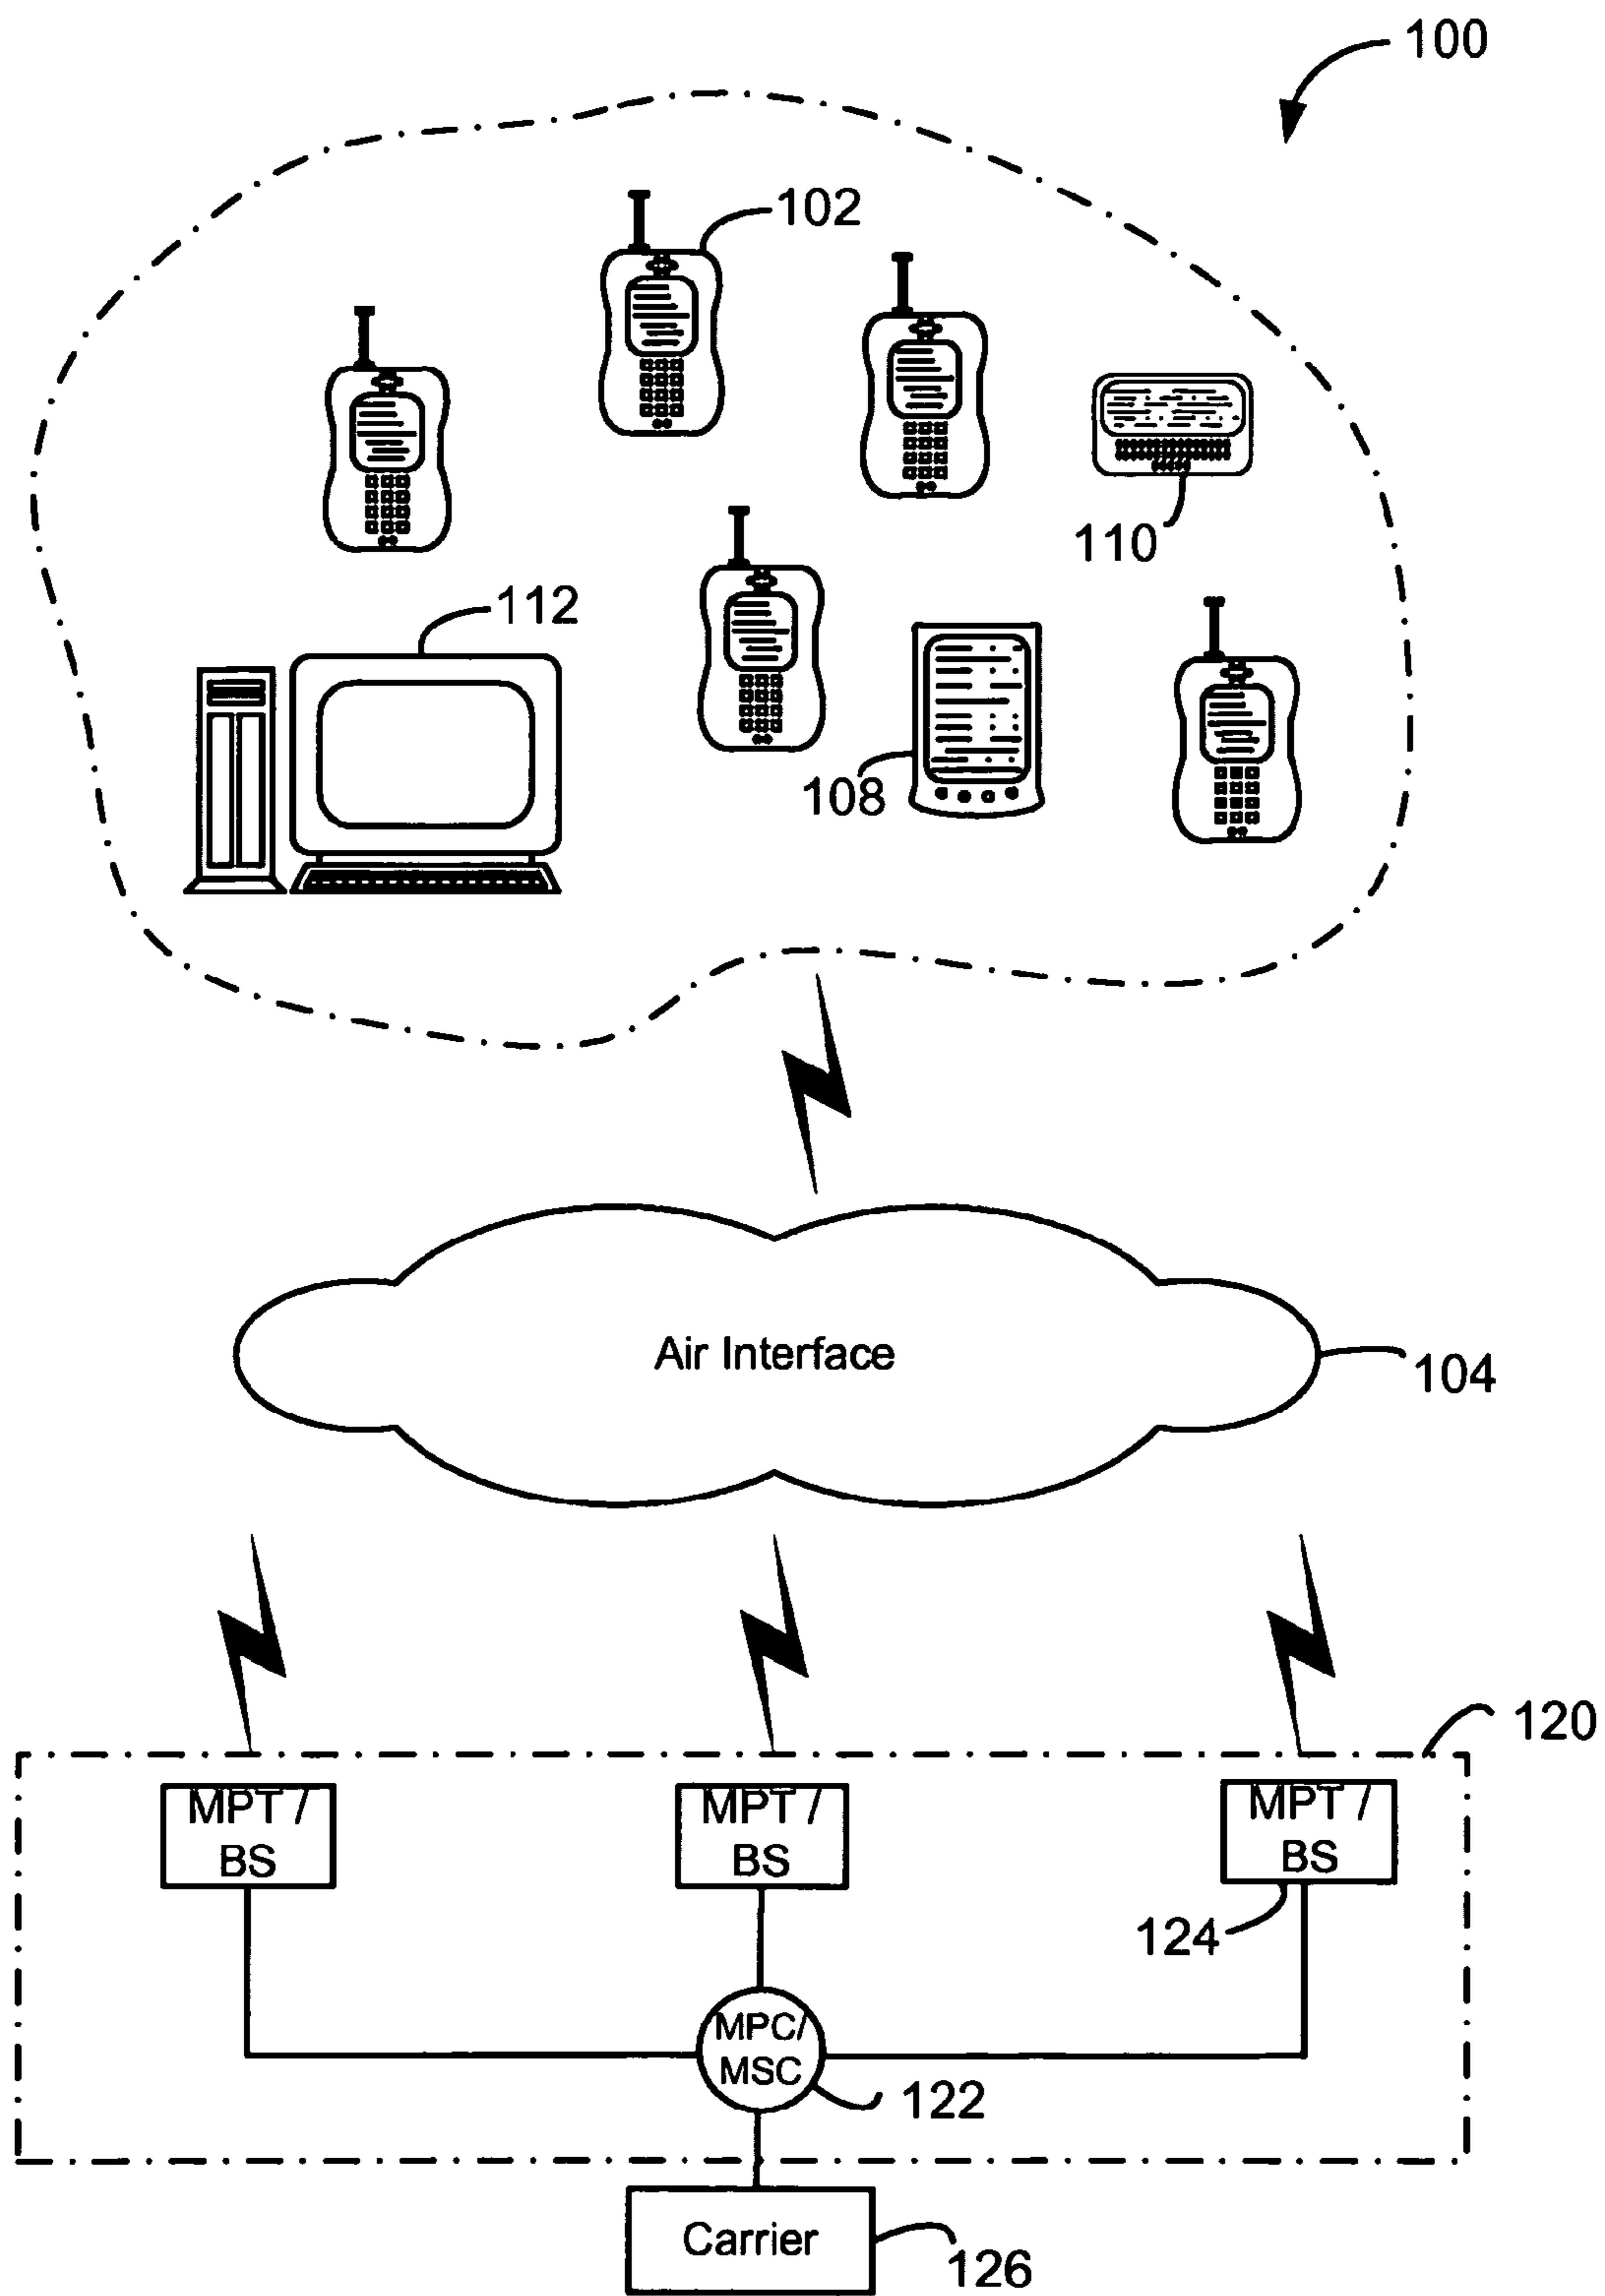 100
102
110
112
108
Air Interface
104
120
MPT /
BS
MPT /
BS
MPT /
BS
124
MPC/
MSC
122
Carrier
126